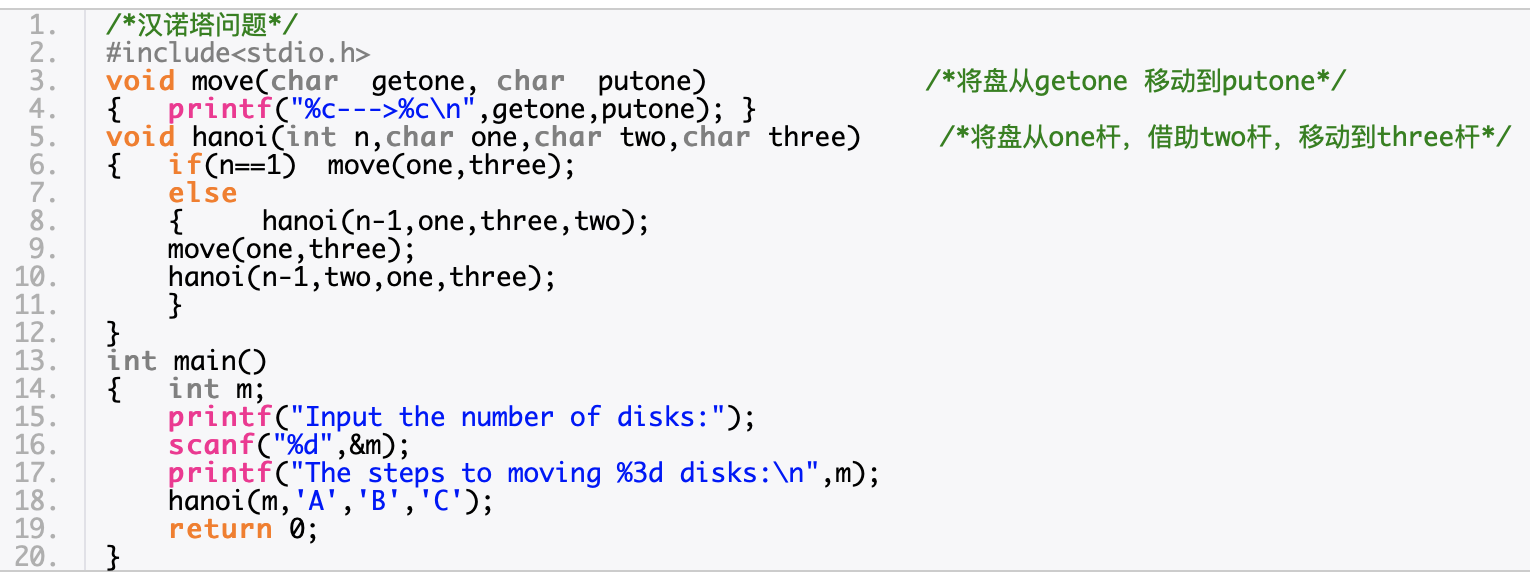 1. /*汉诺塔问题*/
2. #include<stdio.h>
3. void move(char  getone, char  putone)                /*将盘从getone 移动到putone*/
4. {   printf("%c--->%c\n",getone,putone); }
5. void hanoi(int n,char one,char two,char three)     /*将盘从one杆，借助two杆，移动到three杆*/
6. {   if(n==1)  move(one,three);
7.     else
8.     {     hanoi(n-1,one,three,two);
9.     move(one,three);
10.     hanoi(n-1,two,one,three);
11.     }
12. }
13. int main()
14. {   int m;
15.     printf("Input the number of disks:");
16.     scanf("%d",&m);
17.     printf("The steps to moving %3d disks:\n",m);
18.     hanoi(m,'A','B','C');
19.     return 0;
20. }